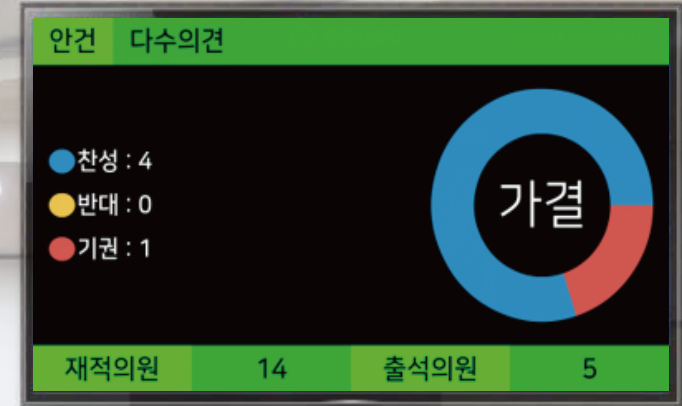 안건 다수의견
찬성 : 4
반대 : 0
기권 : 1
가결
재적의원 14 출석의원 5